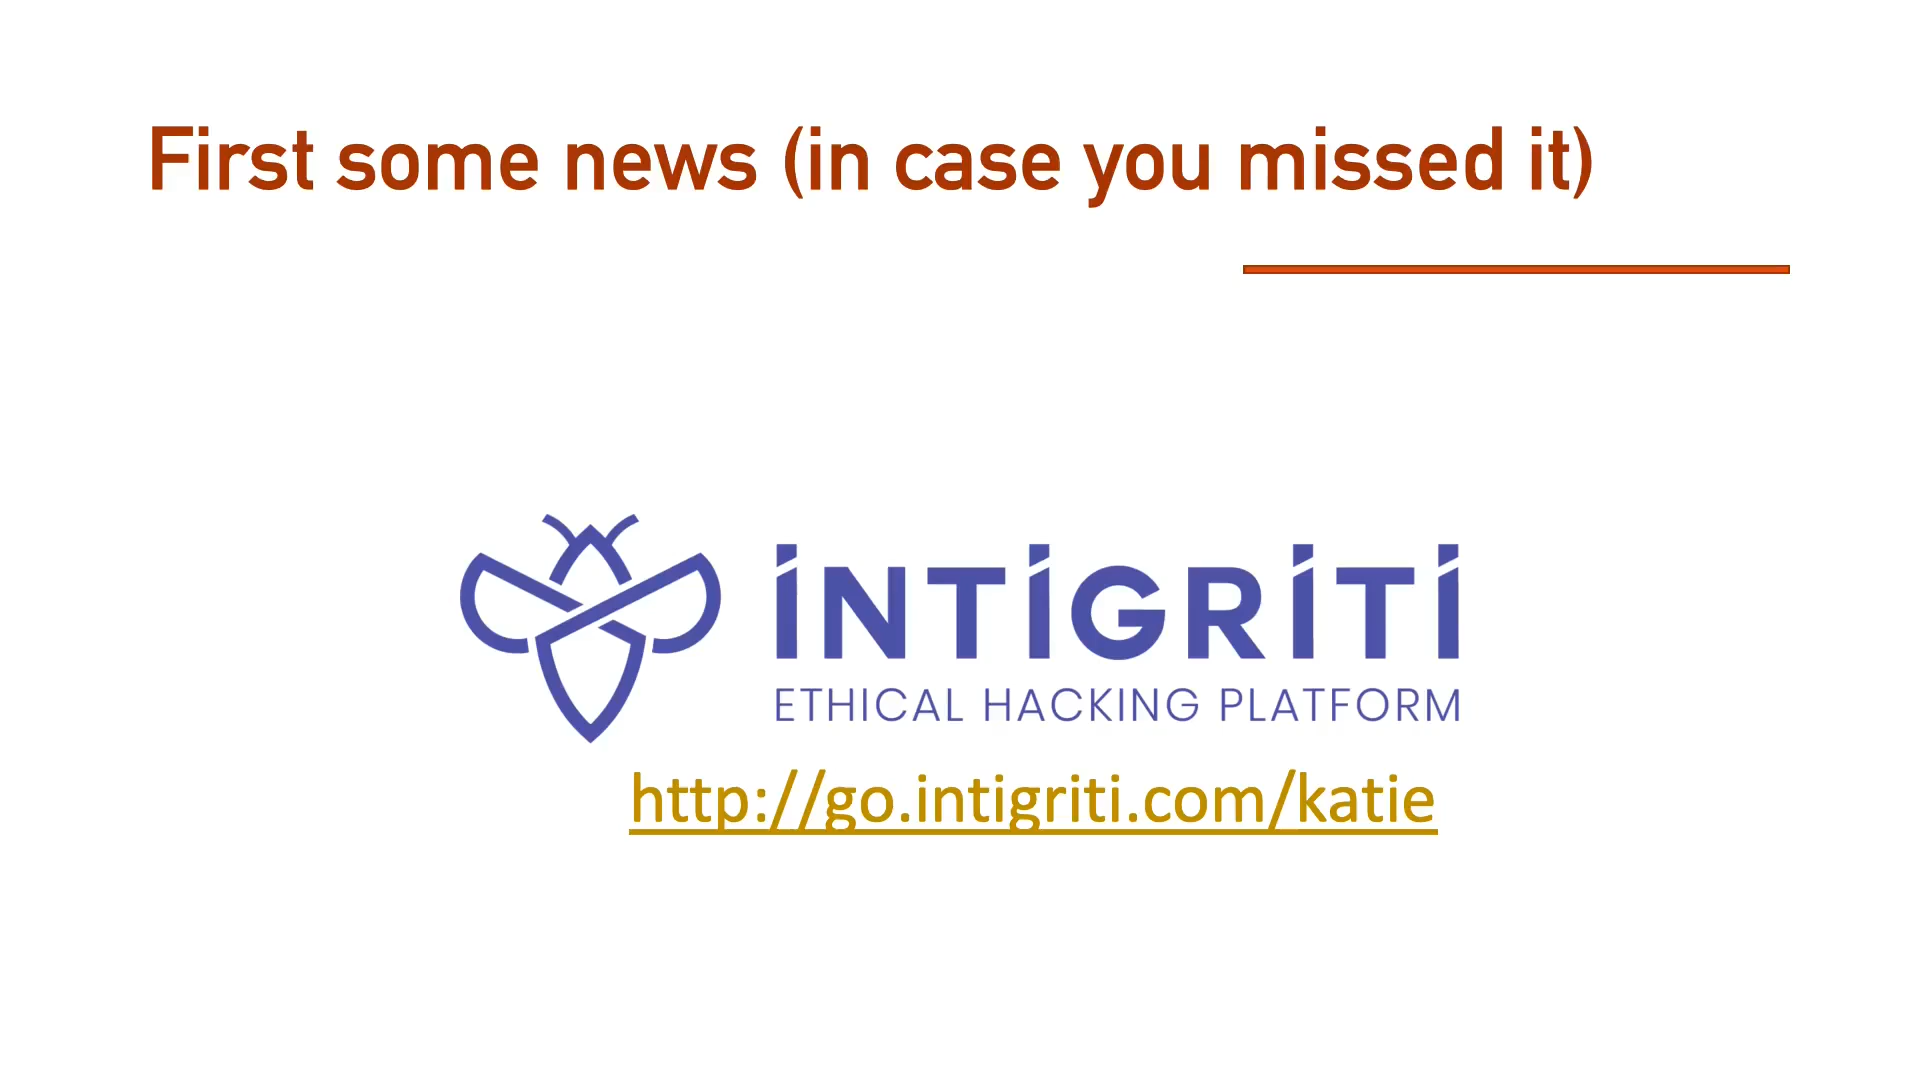 First some news (in case you missed it)
INTIGRITI
ETHICAL HACKING PLATFORM
http://go.intigriti.com/katie